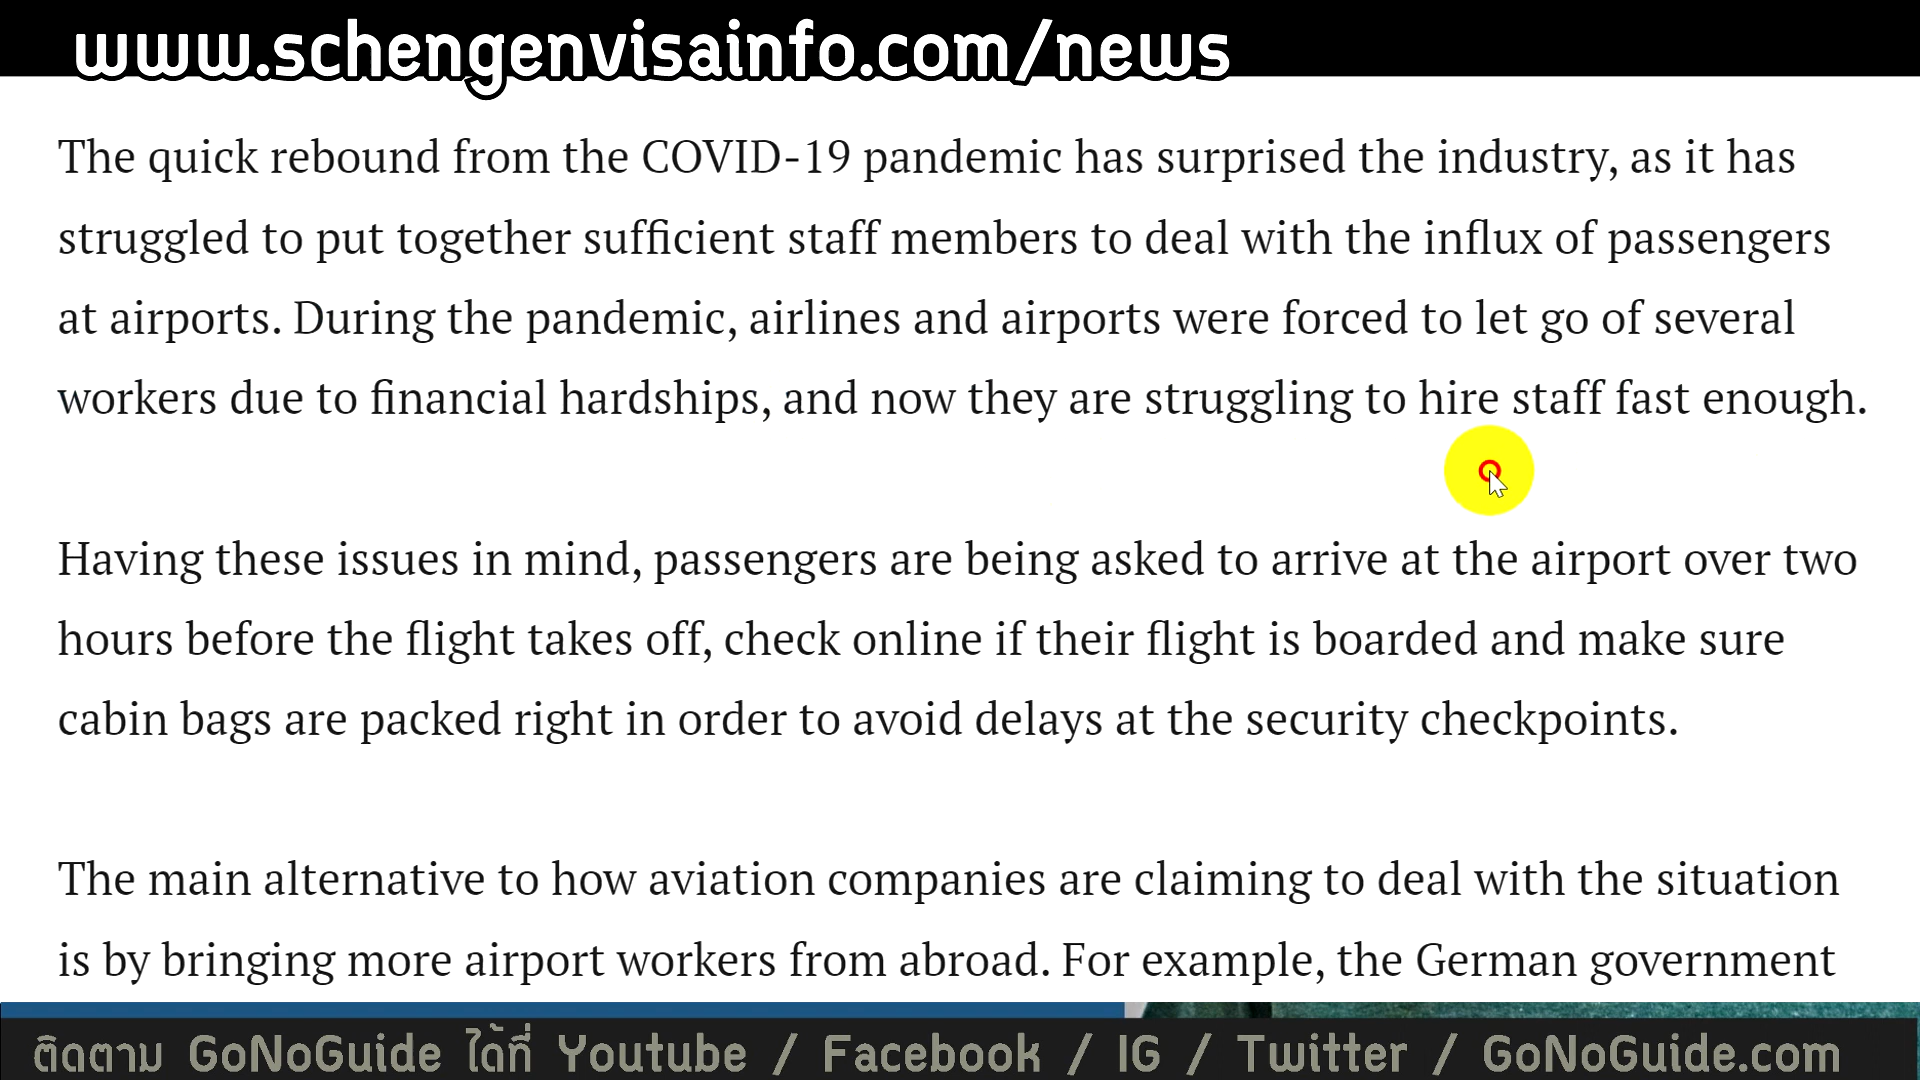 www.schengenvisainfo.com/news
The quick rebound from the COVID-19 pandemic has surprised the industry, as it has
struggled to put together sufficient staff members to deal with the influx of passengers
at airports. During the pandemic, airlines and airports were forced to let go of several
workers due to financial hardships, and now they are struggling to hire staff fast enough.
Having these issues in mind, passengers are being asked to arrive at the airport over two
hours before the flight takes off, check online if their flight is boarded and make sure
cabin bags are packed right in order to avoid delays at the security checkpoints.
The main alternative to how aviation companies are claiming to deal with the situation
is by bringing more airport workers from abroad. For example, the German government
ติดตาม GoNoGuide ได้ที่ Youtube / Facebook / IG / Twitter / GoNoGuide.com